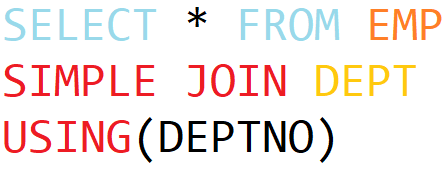 SELECT * FROM EMP
SIMPLE JOIN DEPT
USING(DEPTNO)